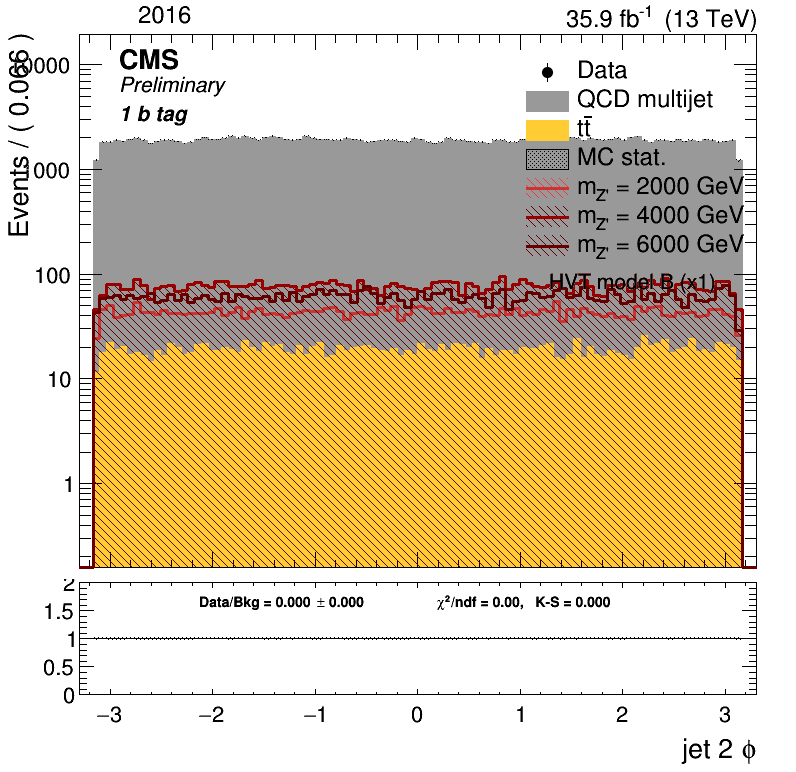 2016
35.9 fb⁻¹ (13 TeV)
CMS
Preliminary
1 b tag
Data
QCD multijet
tt̄
MC stat.
m_Z' = 2000 GeV
m_Z' = 4000 GeV
m_Z' = 6000 GeV
HVT model B (x1)
Events / ( 0.066 )
10000
1000
100
10
1
Data/Bkg = 0.000 ± 0.000
χ²/ndf = 0.00, K-S = 0.000
2
1.5
1
0.5
0
−3 −2 −1 0 1 2 3
jet 2 ϕ